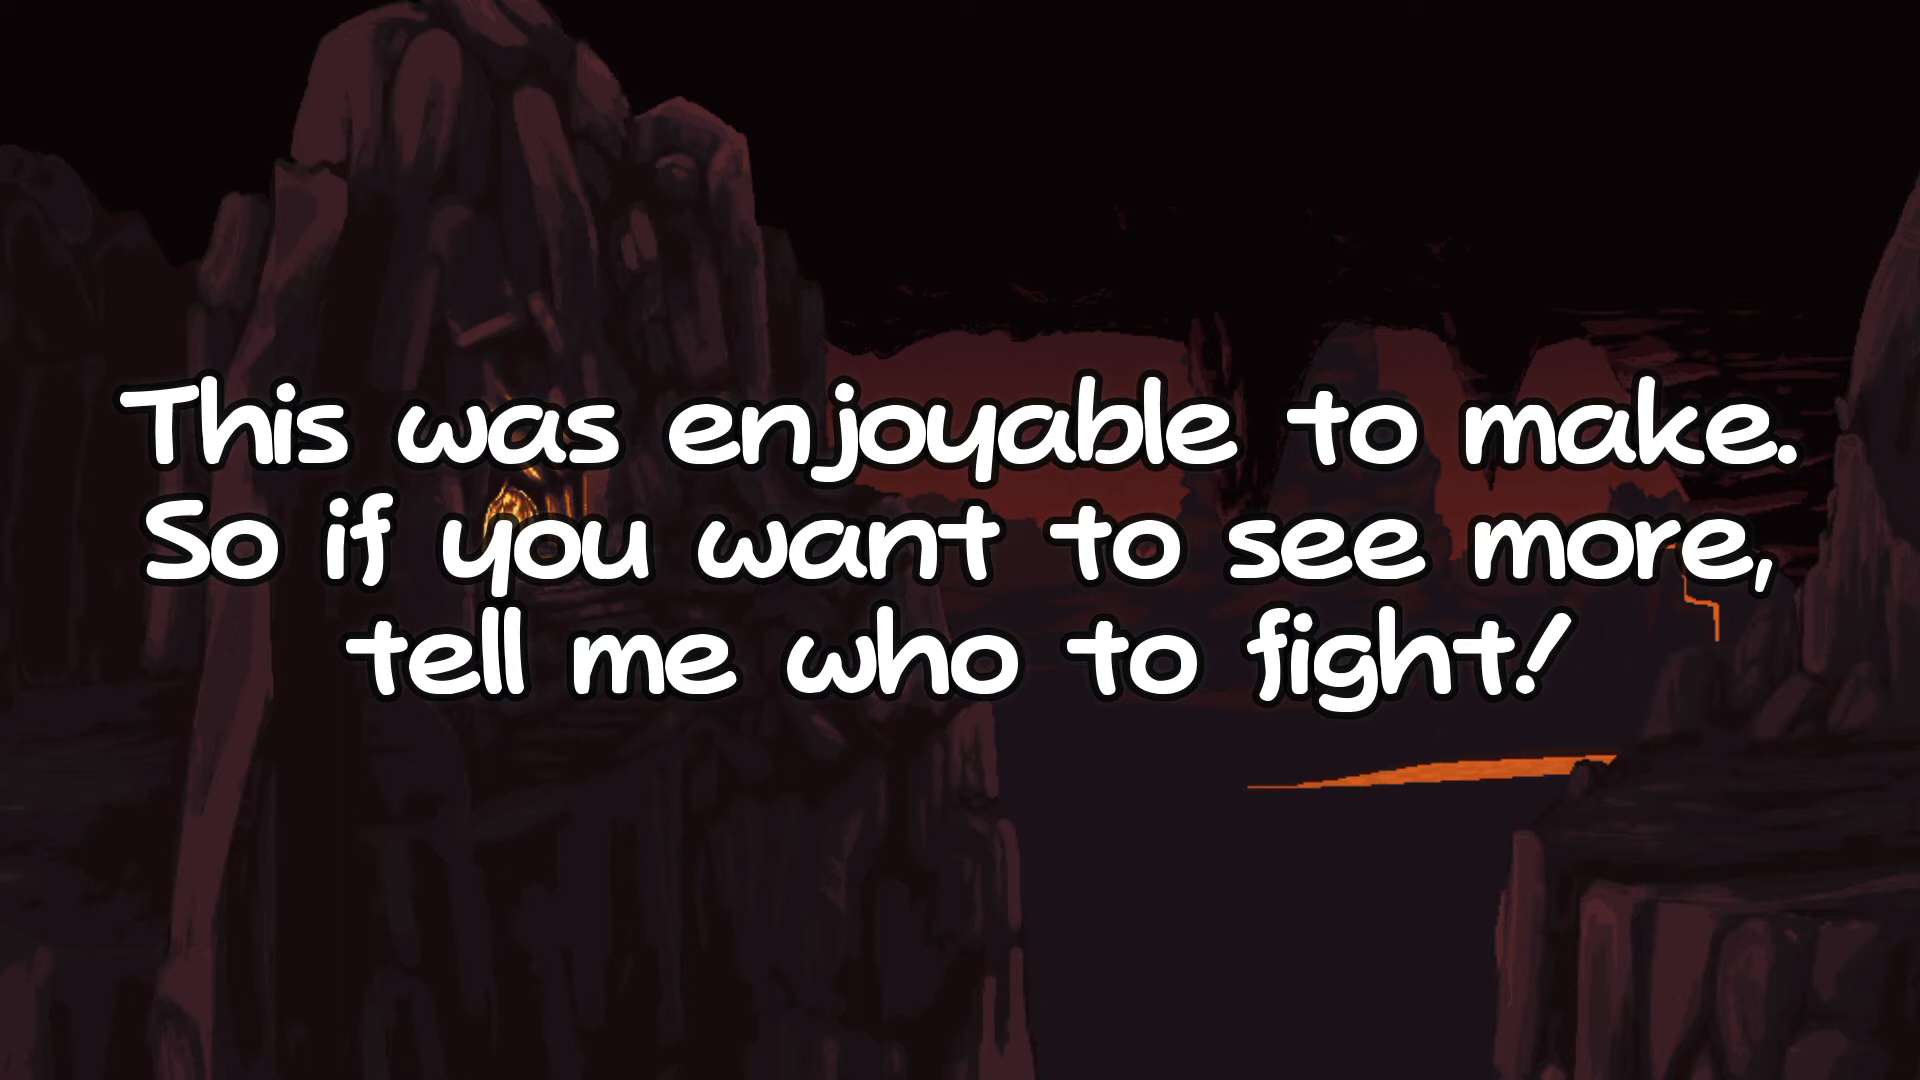 This was enjoyable to make.
So if you want to see more,
tell me who to fight!